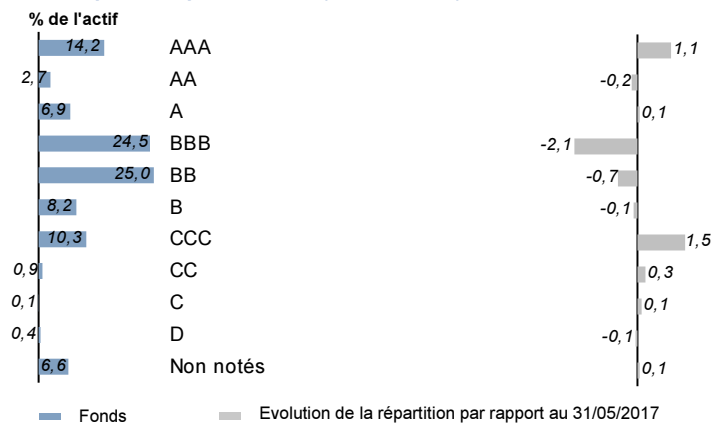 % de l'actif
14,2 AAA 1,1
2,7 AA -0,2
6,9 A 0,1
24,5 BBB -2,1
25,0 BB -0,7
8,2 B -0,1
10,3 CCC 1,5
0,9 CC 0,3
0,1 C 0,1
0,4 D -0,1
6,6 Non notés 0,1
Fonds Evolution de la répartition par rapport au 31/05/2017